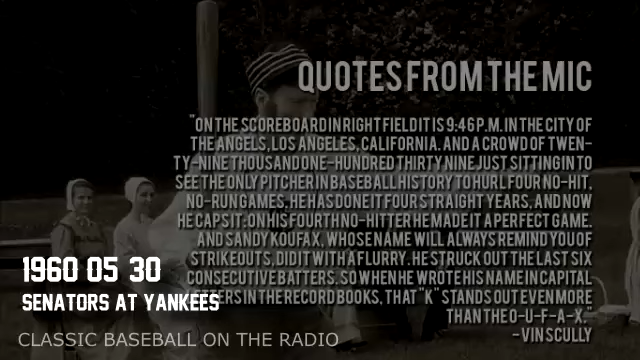 QUOTES FROM THE MIC
"ON THE SCOREBOARD IN RIGHT FIELD IT IS 9:46 P.M. IN THE CITY OF
THE ANGELS, LOS ANGELES, CALIFORNIA. AND A CROWD OF TWEN-
TY-NINE THOUSAND ONE-HUNDRED THIRTY NINE JUST SITTING IN TO
SEE THE ONLY PITCHER IN BASEBALL HISTORY TO HURL FOUR NO-HIT,
NO-RUN GAMES. HE HAS DONE IT FOUR STRAIGHT YEARS, AND NOW
HE CAPS IT: ON HIS FOURTH NO-HITTER HE MADE IT A PERFECT GAME.
AND SANDY KOUFAX, WHOSE NAME WILL ALWAYS REMIND YOU OF
STRIKEOUTS, DID IT WITH A FLURRY. HE STRUCK OUT THE LAST SIX
CONSECUTIVE BATTERS. SO WHEN HE WROTE HIS NAME IN CAPITAL
IN THE RECORD BOOKS, THAT "K" STANDS OUT EVEN MORE
THAN THE O-U-F-A-X."
- VIN SCULLY
1960 05 30
SENATORS AT YANKEES
CLASSIC BASEBALL ON THE RADIO